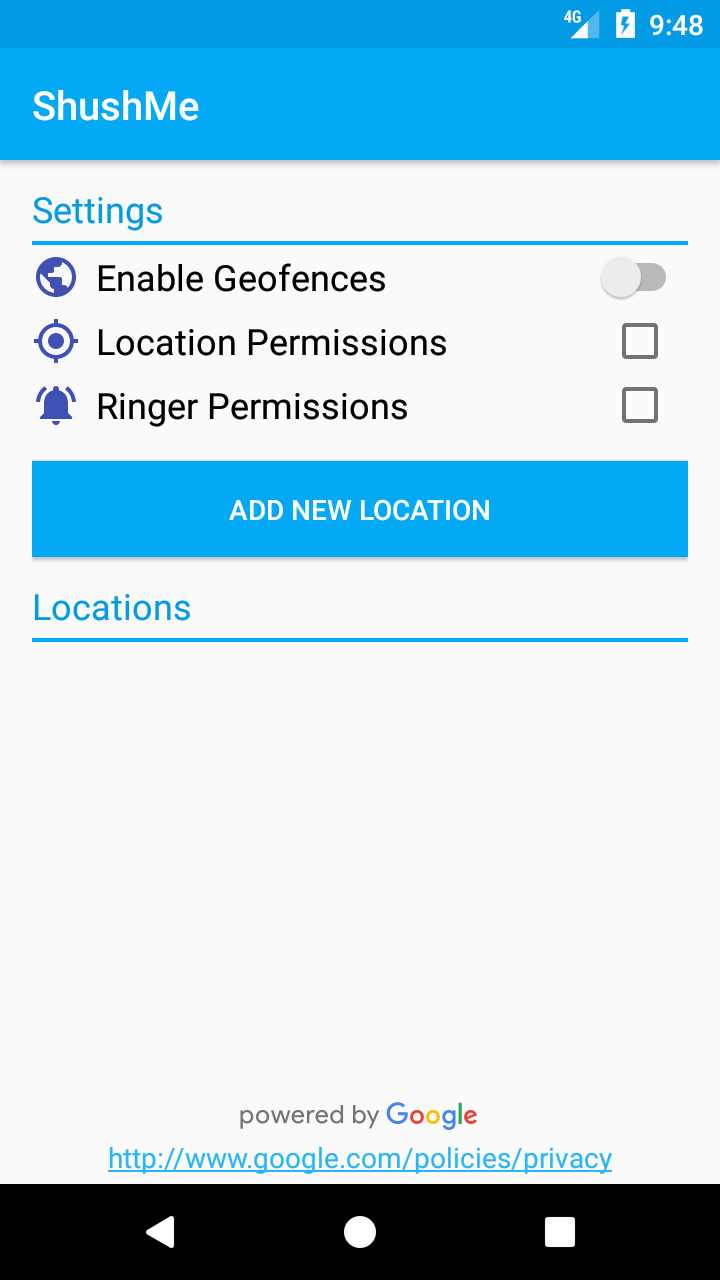 4G 9:48
ShushMe
Settings
Enable Geofences
Location Permissions
Ringer Permissions
ADD NEW LOCATION
Locations
powered by Google
http://www.google.com/policies/privacy